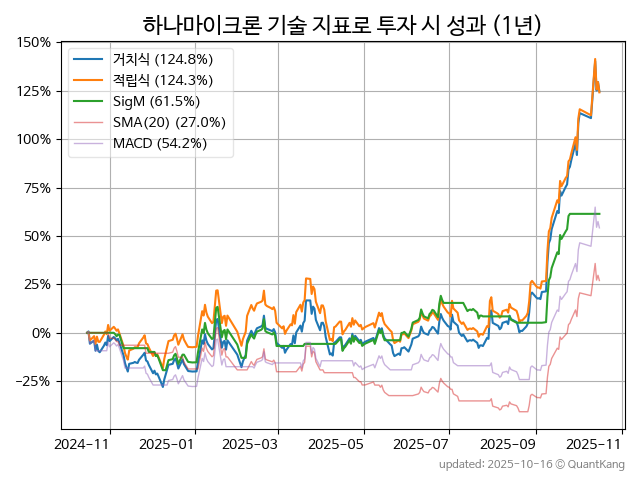 하나마이크론 기술 지표로 투자 시 성과 (1년)
150%
125%
100%
75%
50%
25%
0%
−25%
거치식 (124.8%)
적립식 (124.3%)
SigM (61.5%)
SMA(20) (27.0%)
MACD (54.2%)
2024-11 2025-01 2025-03 2025-05 2025-07 2025-09 2025-11
updated: 2025-10-16 © QuantKang